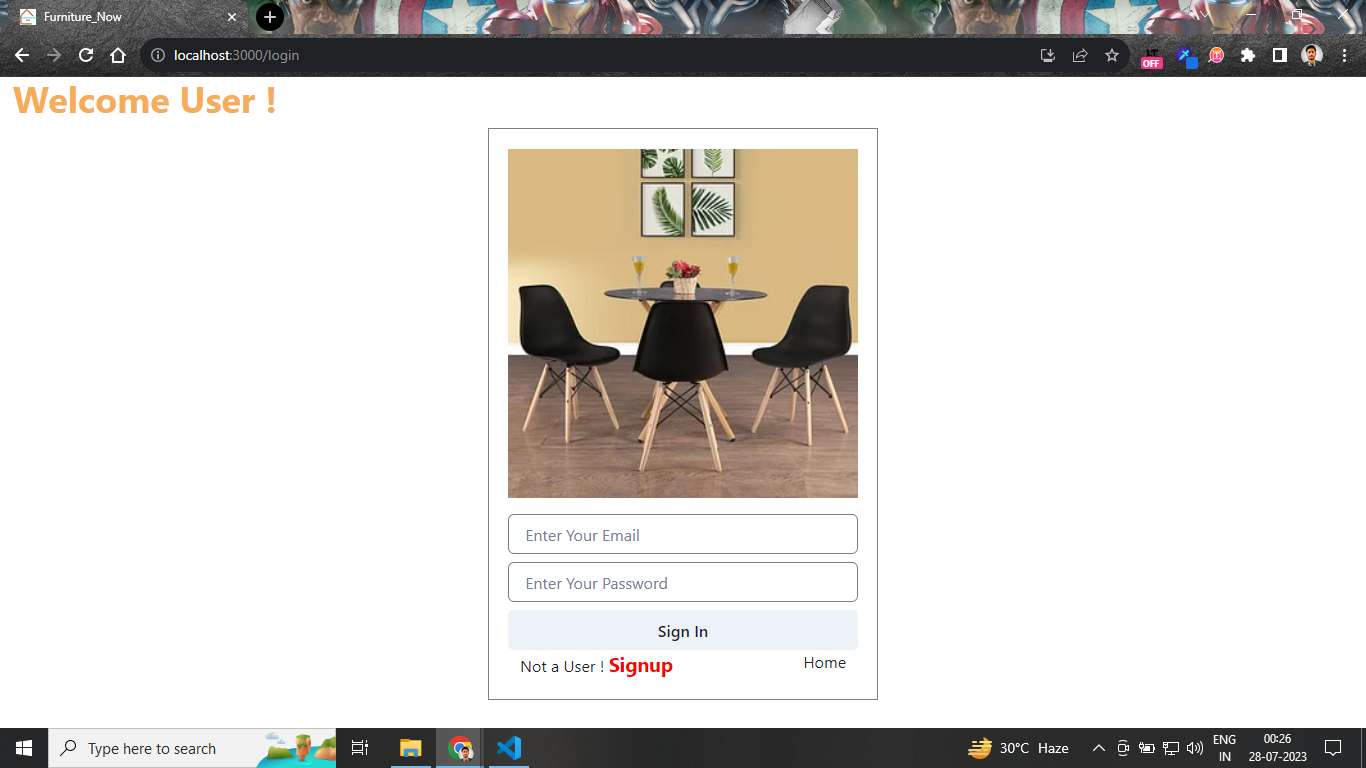 Furniture_Now
localhost:3000/login
OFF
Welcome User !
Enter Your Email
Enter Your Password
Sign In
Not a User ! Signup
Home
Type here to search
30°C Haze
ENG
IN
00:26
28-07-2023